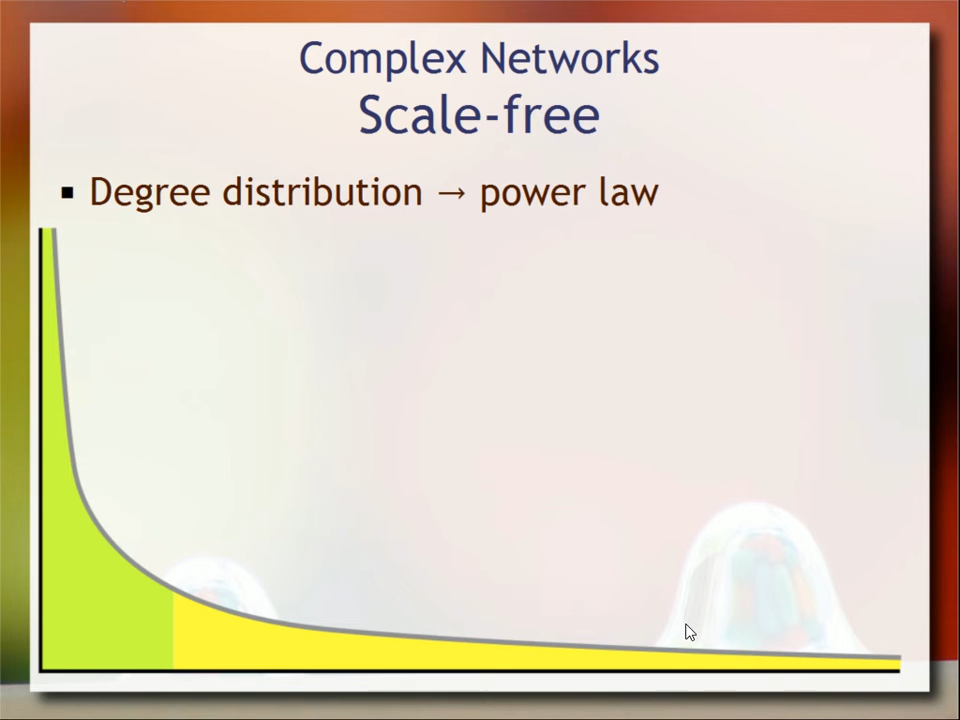 Complex Networks
Scale-free
▪ Degree distribution → power law